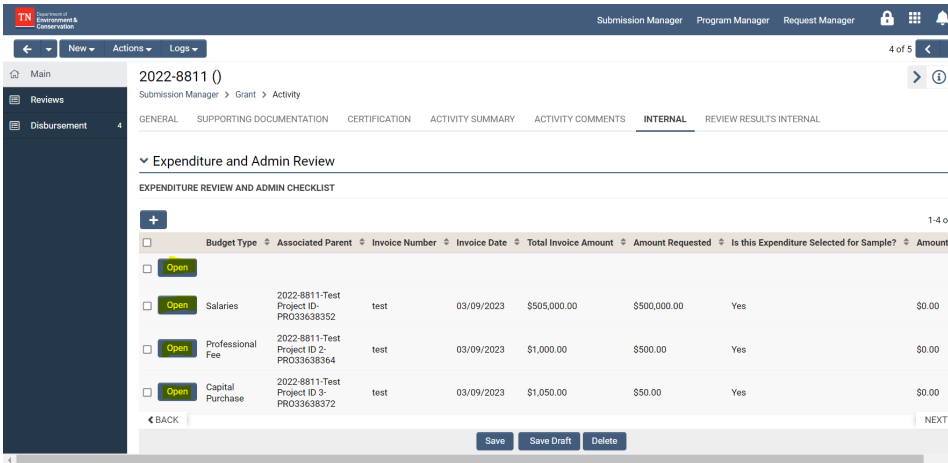 TN Department of
Environment &
Conservation
Submission Manager Program Manager Request Manager
New Actions Logs 4 of 5
Main
Reviews
Disbursement 4
2022-8811 ()
Submission Manager > Grant > Activity
GENERAL SUPPORTING DOCUMENTATION CERTIFICATION ACTIVITY SUMMARY ACTIVITY COMMENTS INTERNAL REVIEW RESULTS INTERNAL
Expenditure and Admin Review
EXPENDITURE REVIEW AND ADMIN CHECKLIST
+ 1-4 o
Budget Type Associated Parent Invoice Number Invoice Date Total Invoice Amount Amount Requested Is this Expenditure Selected for Sample? Amount
Open
Open Salaries 2022-8811-Test Project ID-PRO33638352 test 03/09/2023 $505,000.00 $500,000.00 Yes $0.00
Open Professional Fee 2022-8811-Test Project ID 2-PRO33638364 test 03/09/2023 $1,000.00 $500.00 Yes $0.00
Open Capital Purchase 2022-8811-Test Project ID 3-PRO33638372 test 03/09/2023 $1,050.00 $50.00 Yes $0.00
BACK NEXT
Save Save Draft Delete